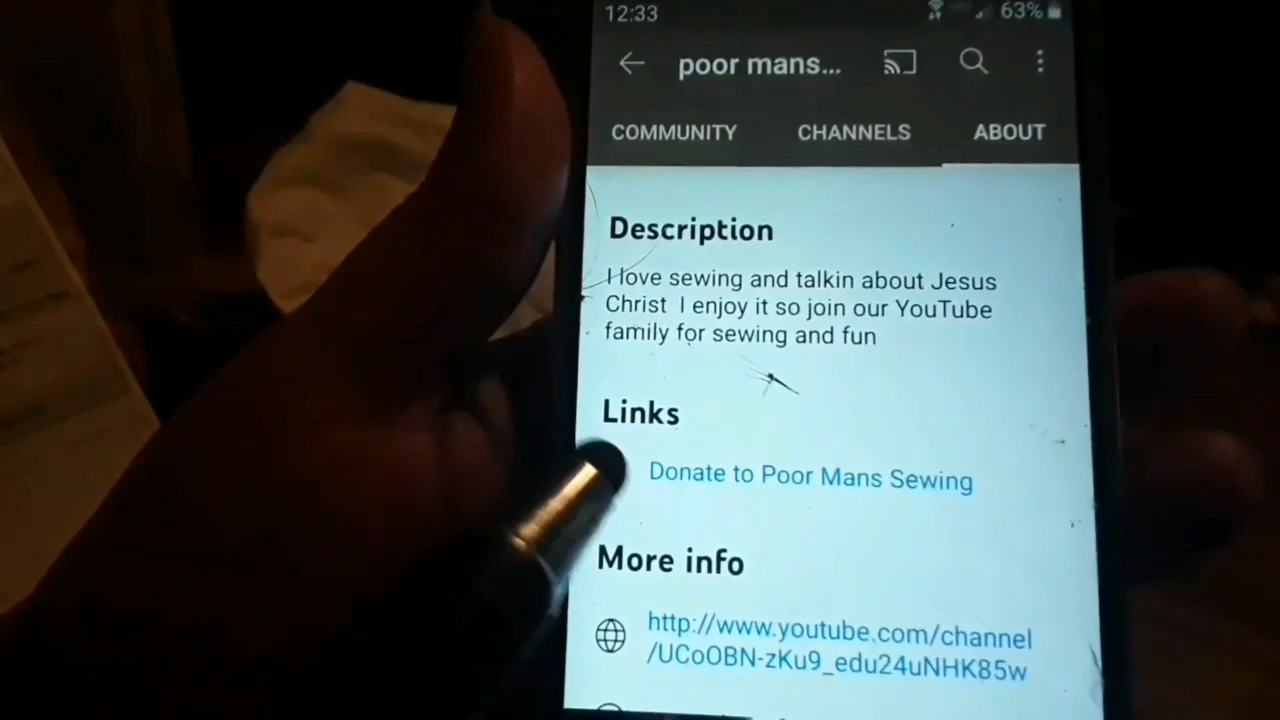 12:33
63%
poor mans...
COMMUNITY CHANNELS ABOUT
Description
I love sewing and talkin about Jesus
Christ I enjoy it so join our YouTube
family for sewing and fun
Links
Donate to Poor Mans Sewing
More info
http://www.youtube.com/channel
/UCoOBN-zKu9_edu24uNHK85w